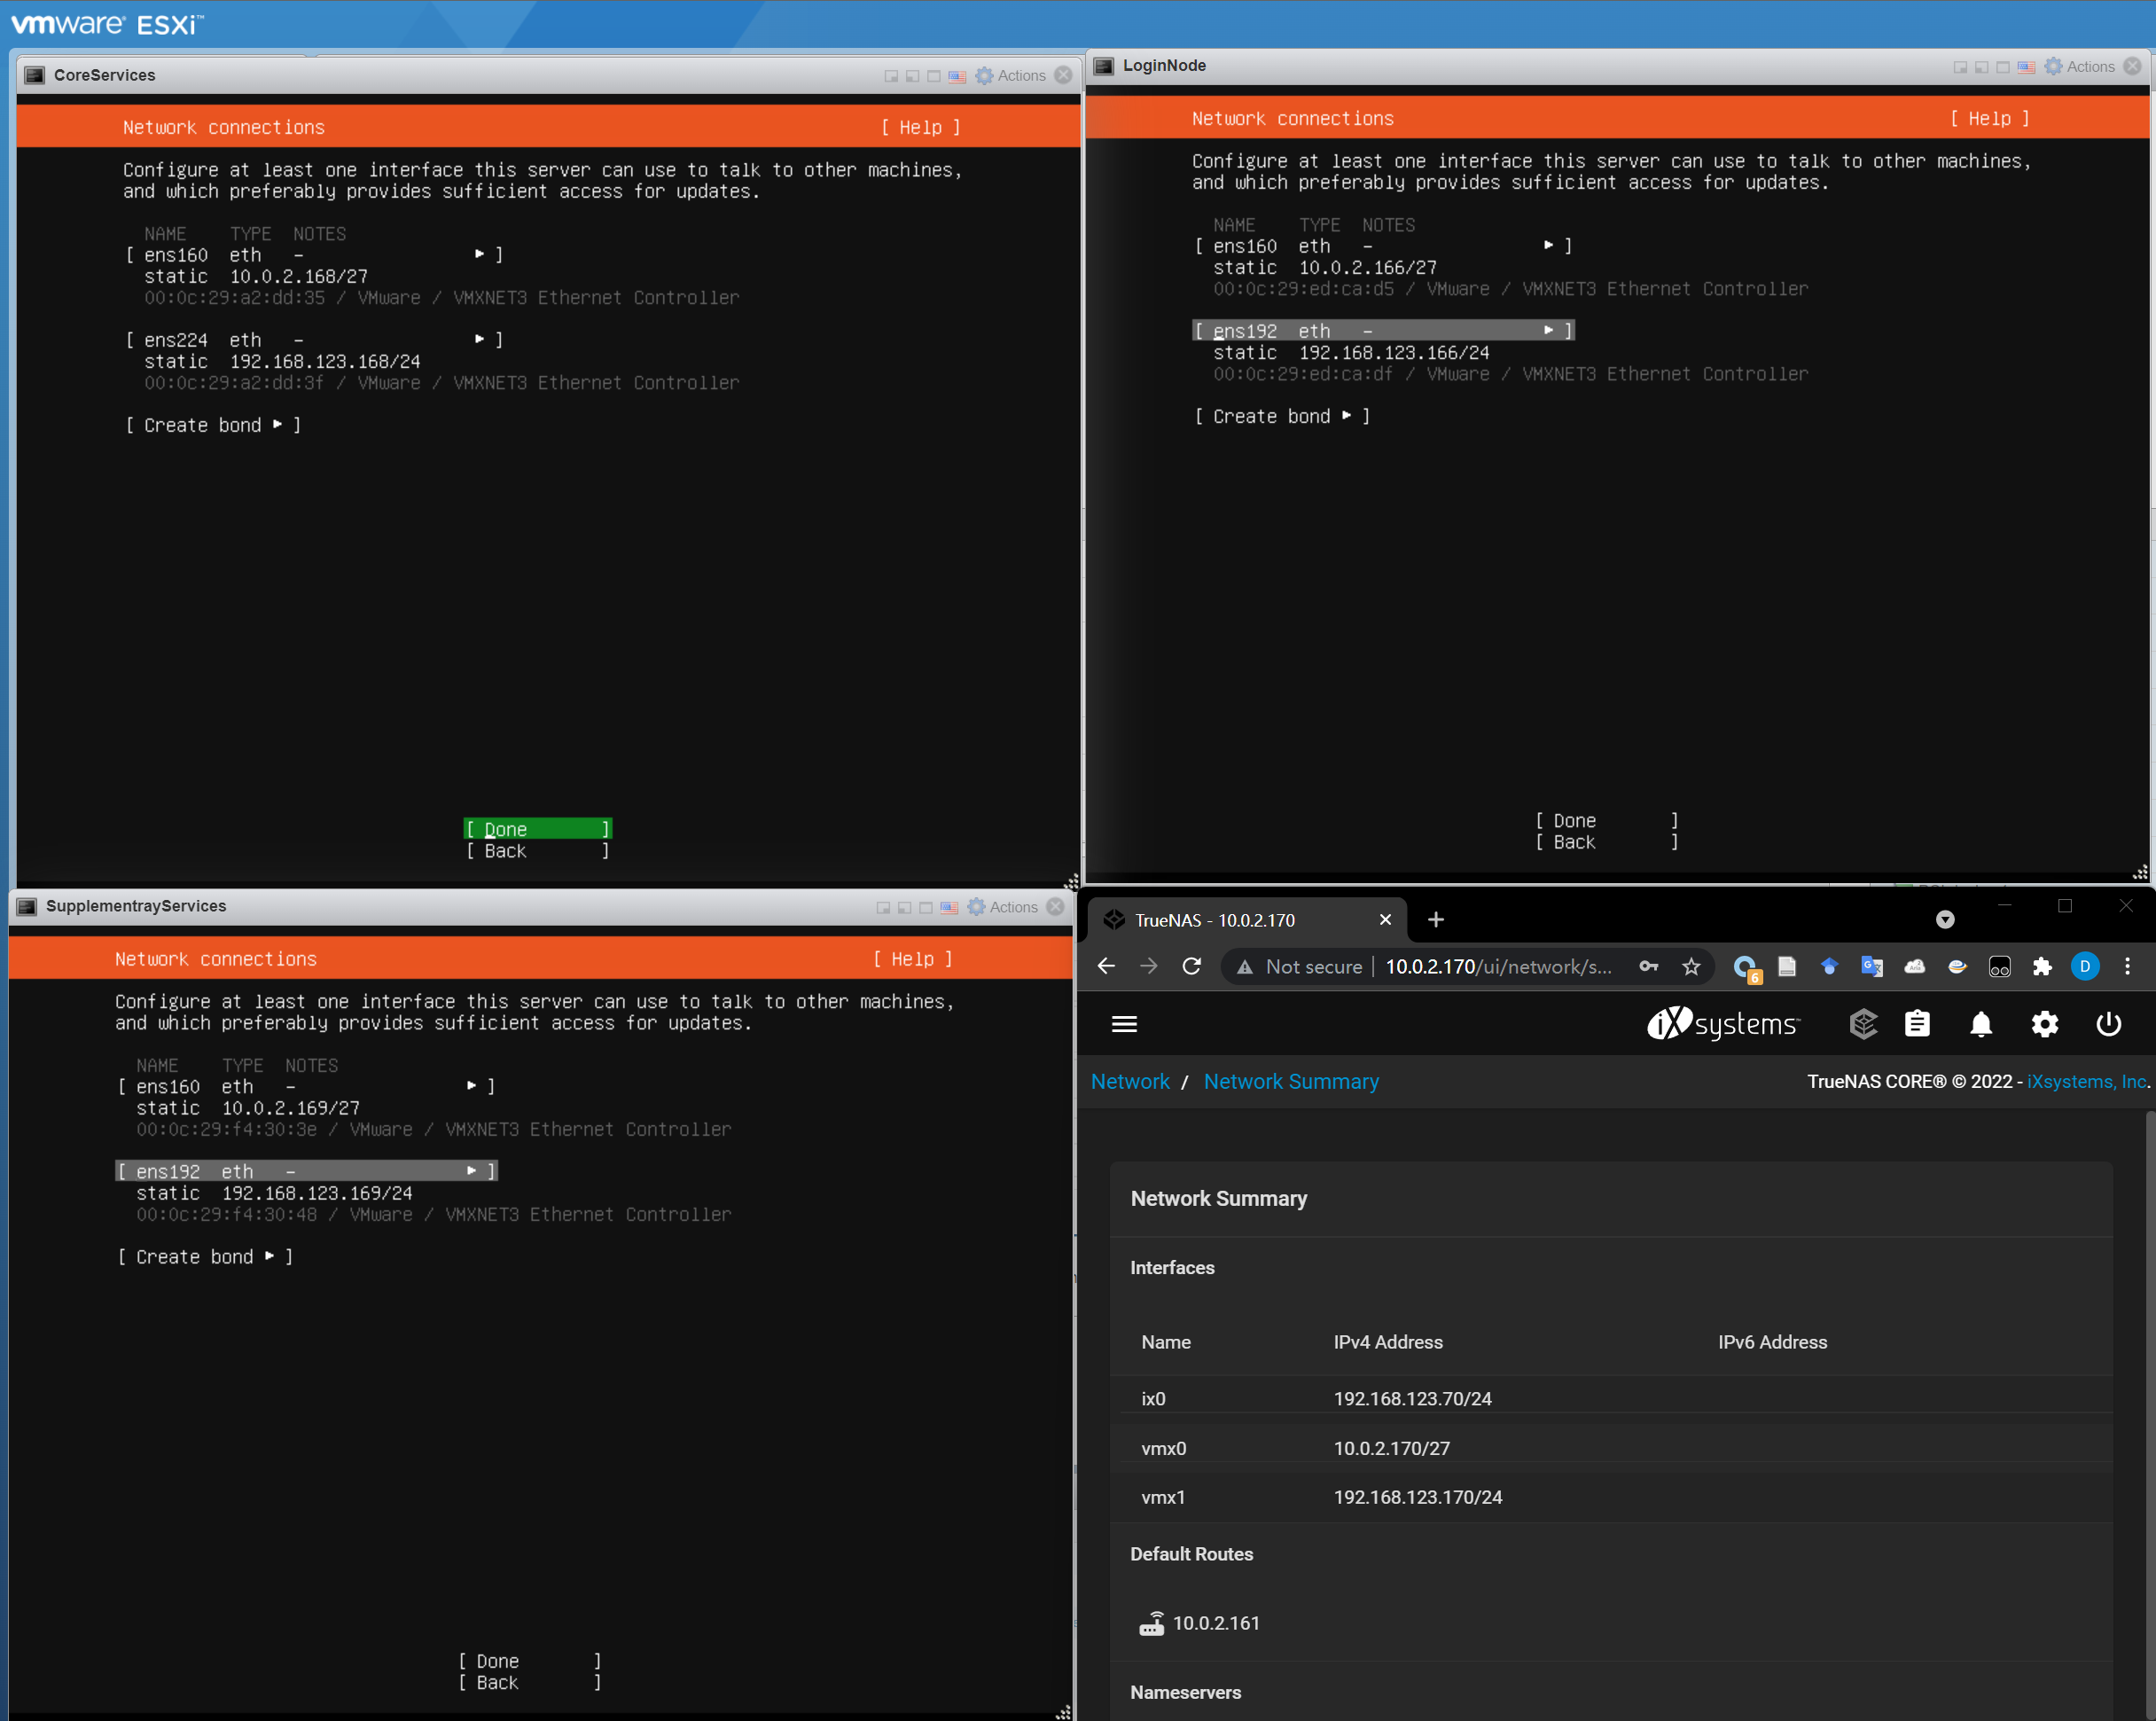 vmware ESXi™
CoreServices
Actions
Network connections [ Help ]
Configure at least one interface this server can use to talk to other machines,
and which preferably provides sufficient access for updates.
NAME TYPE NOTES
[ ens160 eth - ▸ ]
static 10.0.2.168/27
00:0c:29:a2:dd:35 / VMware / VMXNET3 Ethernet Controller
[ ens224 eth - ▸ ]
static 192.168.123.168/24
00:0c:29:a2:dd:3f / VMware / VMXNET3 Ethernet Controller
[ Create bond ▸ ]
[ Done ]
[ Back ]
LoginNode
Actions
Network connections [ Help ]
Configure at least one interface this server can use to talk to other machines,
and which preferably provides sufficient access for updates.
NAME TYPE NOTES
[ ens160 eth - ▸ ]
static 10.0.2.166/27
00:0c:29:ed:ca:d5 / VMware / VMXNET3 Ethernet Controller
[ ens192 eth - ▸ ]
static 192.168.123.166/24
00:0c:29:ed:ca:df / VMware / VMXNET3 Ethernet Controller
[ Create bond ▸ ]
[ Done ]
[ Back ]
SupplementrayServices
Actions
Network connections [ Help ]
Configure at least one interface this server can use to talk to other machines,
and which preferably provides sufficient access for updates.
NAME TYPE NOTES
[ ens160 eth - ▸ ]
static 10.0.2.169/27
00:0c:29:f4:30:3e / VMware / VMXNET3 Ethernet Controller
[ ens192 eth - ▸ ]
static 192.168.123.169/24
00:0c:29:f4:30:48 / VMware / VMXNET3 Ethernet Controller
[ Create bond ▸ ]
[ Done ]
[ Back ]
TrueNAS - 10.0.2.170
Not secure | 10.0.2.170/ui/network/s...
6
D
iXsystems™
Network / Network Summary
TrueNAS CORE® © 2022 - iXsystems, Inc.
Network Summary
Interfaces
Name IPv4 Address IPv6 Address
ix0 192.168.123.70/24
vmx0 10.0.2.170/27
vmx1 192.168.123.170/24
Default Routes
10.0.2.161
Nameservers